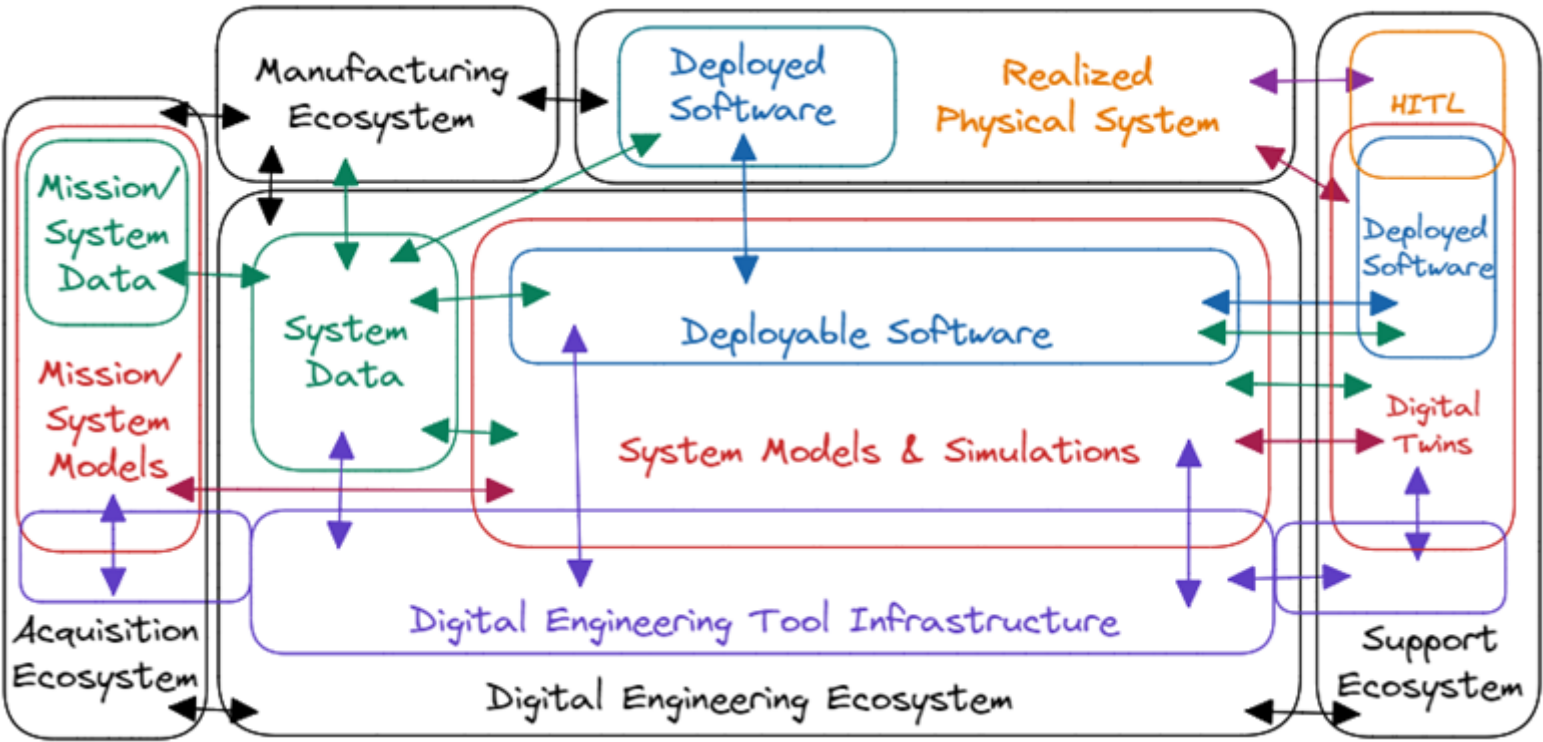 Manufacturing
Ecosystem
Deployed
Software
Realized
Physical System
HITL
Mission/
System
Data
Mission/
System
Models
Acquisition
Ecosystem
System
Data
Deployable Software
System Models & Simulations
Digital Engineering Tool Infrastructure
Digital Engineering Ecosystem
Deployed
Software
Digital
Twins
Support
Ecosystem